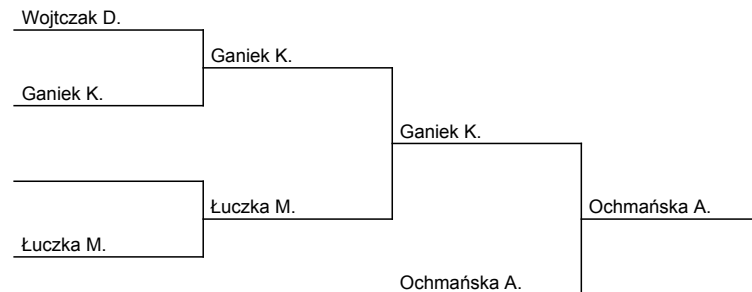 Wojtczak D.
Ganiek K.
Ganiek K.
Ganiek K.
Łuczka M.
Ochmańska A.
Łuczka M.
Ochmańska A.